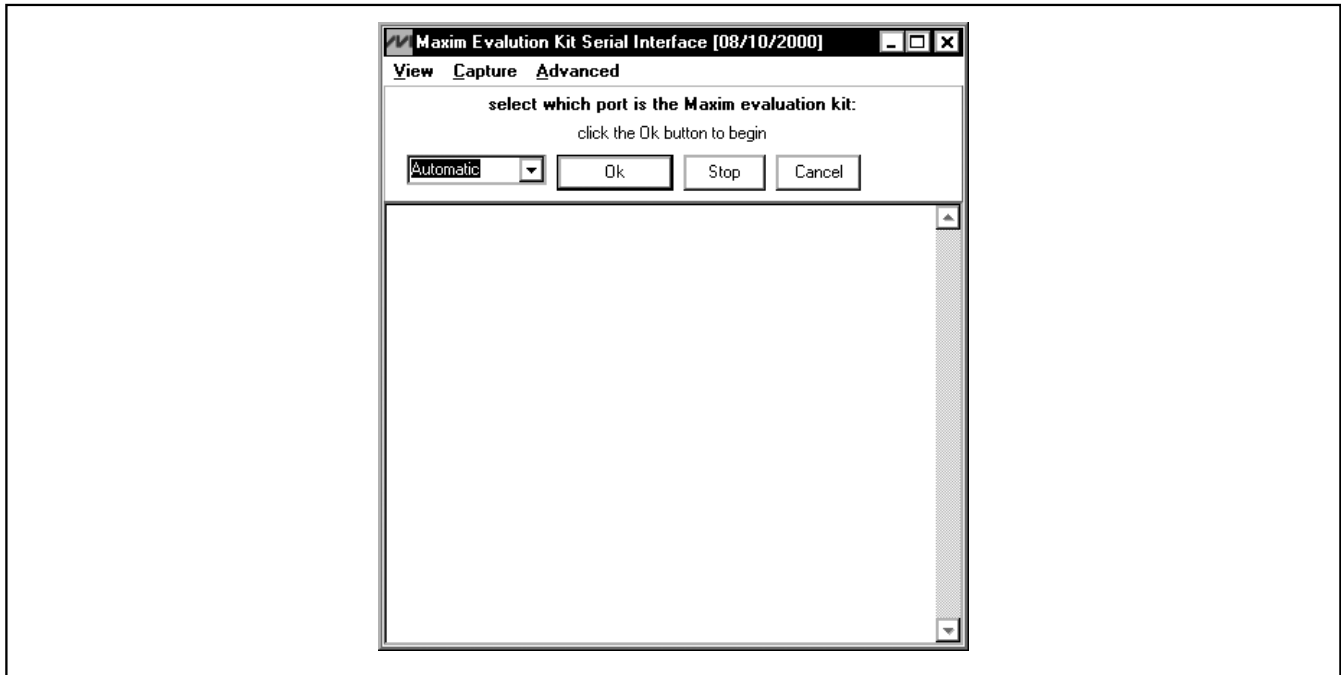 Maxim Evalution Kit Serial Interface [08/10/2000]
View Capture Advanced
select which port is the Maxim evaluation kit:
click the Ok button to begin
Automatic Ok Stop Cancel